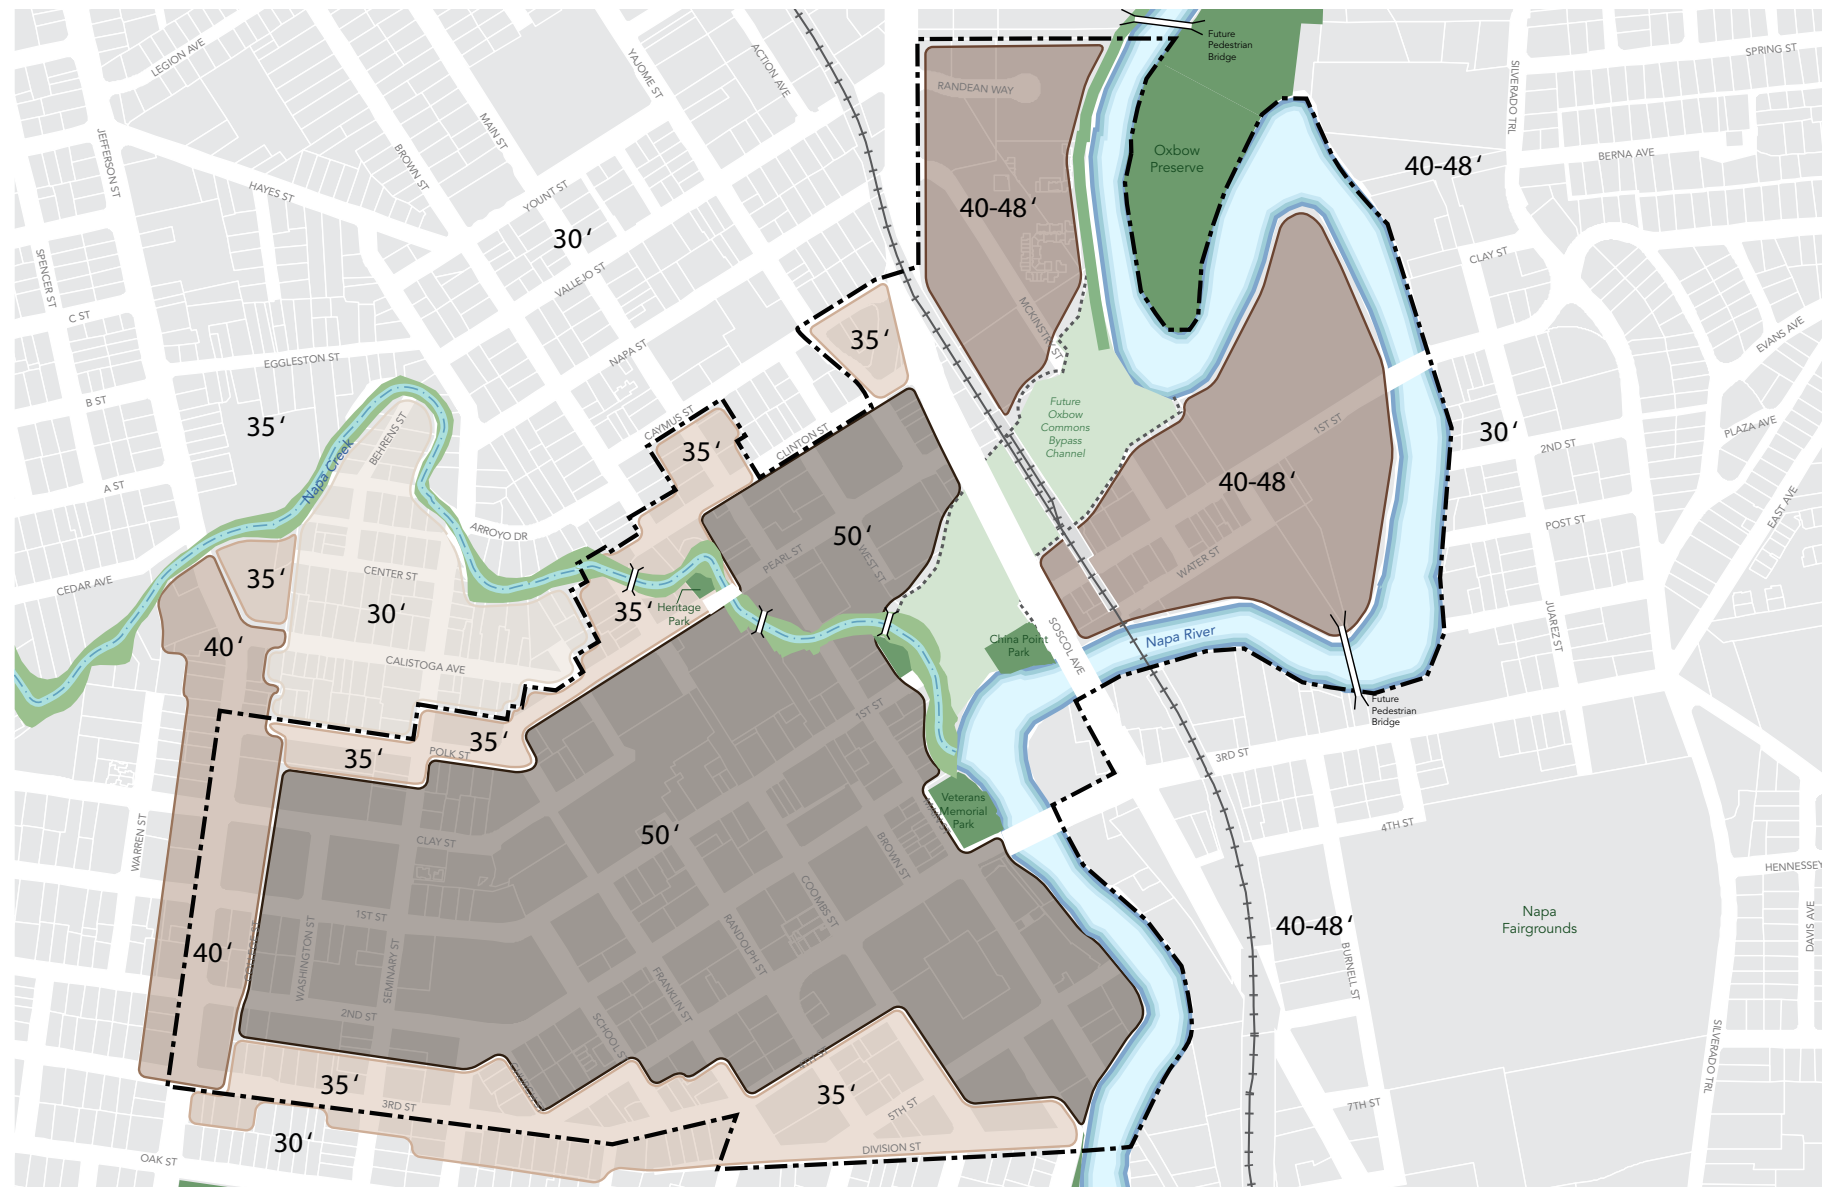 LEGION AVE
YAJOME ST
ACTION AVE
Future
Pedestrian
Bridge
SPRING ST
SILVERADO TRL
RANDEAN WAY
MAIN ST
JEFFERSON ST
BROWN ST
HAYES ST
YOUNT ST
Oxbow
Preserve
40-48‘
BERNA AVE
40-48‘
30‘
VALLEJO ST
SPENCER ST
CLAY ST
C ST
EGGLESTON ST
NAPA ST
35‘
MCKINSTRY ST
EVANS AVE
B ST
35‘
BEHRENS ST
CAYMUS ST
CLINTON ST
Future
Oxbow
Commons
Bypass
Channel
1ST ST
30‘
2ND ST
PLAZA AVE
35‘
Napa Creek
A ST
40-48‘
EAST AVE
ARROYO DR
50‘
PEARL ST
WEST ST
POST ST
WATER ST
CEDAR AVE
35‘
CENTER ST
30‘
35‘
Heritage
Park
JUAREZ ST
40‘
CALISTOGA AVE
China Point
Park
SOSCOL AVE
Napa River
Future
Pedestrian
Bridge
1ST ST
35‘
POLK ST
35‘
3RD ST
Veterans
Memorial
Park
WARREN ST
CLAY ST
50‘
BROWN ST
4TH ST
HENNESSEY
COOMBS ST
1ST ST
WASHINGTON ST
SEMINARY ST
RANDOLPH ST
40‘
40-48‘
Napa
Fairgrounds
DAVIS AVE
BURNELL ST
FRANKLIN ST
2ND ST
SCHOOL ST
SILVERADO TRL
35‘
35‘
3RD ST
5TH ST
7TH ST
30‘
DIVISION ST
OAK ST